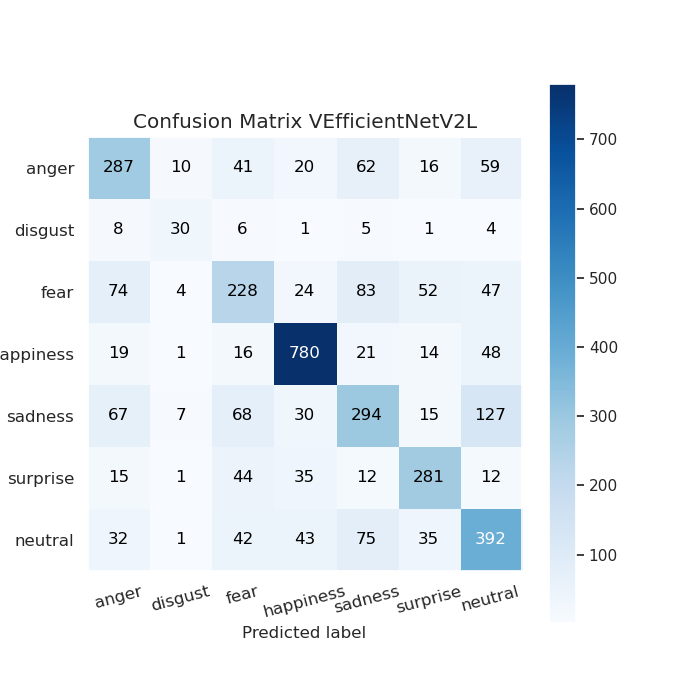 Confusion Matrix VEfficientNetV2L
anger 287 10 41 20 62 16 59
disgust 8 30 6 1 5 1 4
fear 74 4 228 24 83 52 47
appiness 19 1 16 780 21 14 48
sadness 67 7 68 30 294 15 127
surprise 15 1 44 35 12 281 12
neutral 32 1 42 43 75 35 392
anger disgust fear happiness sadness surprise neutral
Predicted label
700
600
500
400
300
200
100